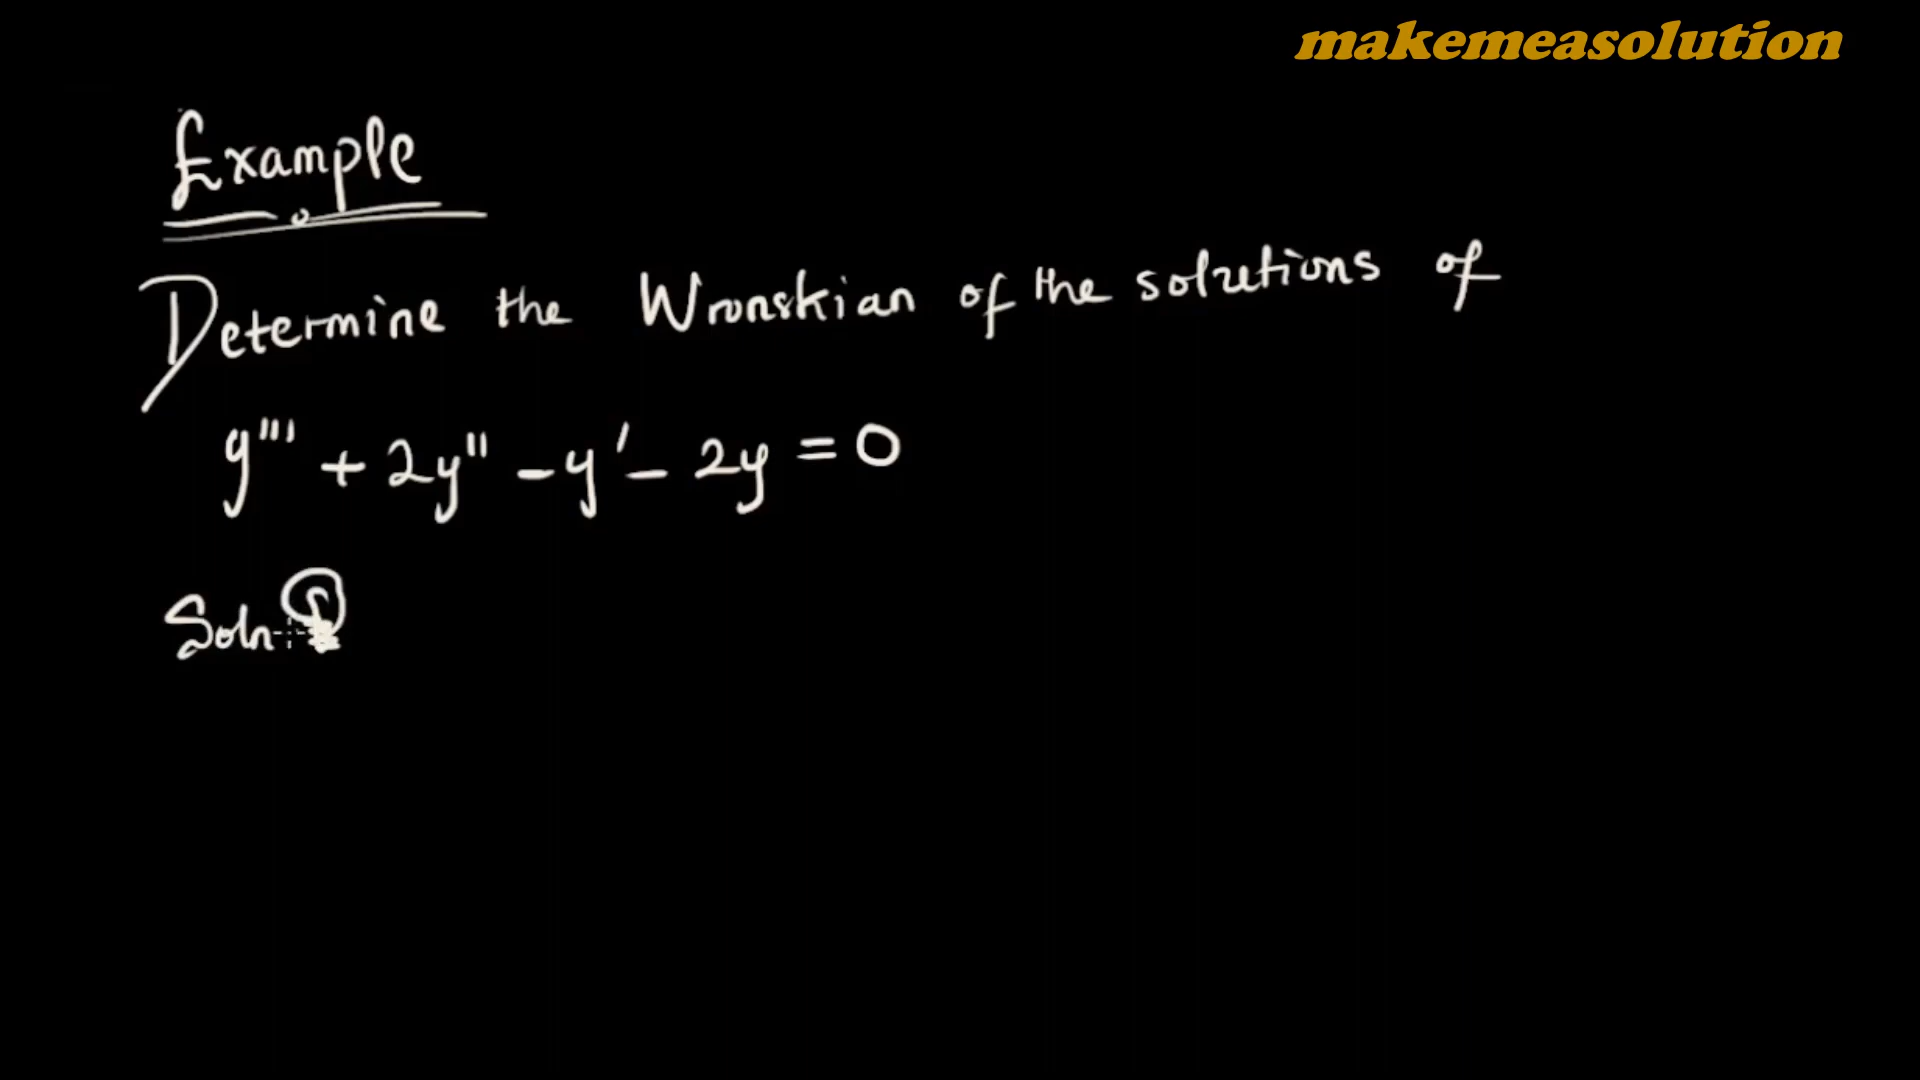 makemeasolution
Example
Determine the Wronskian of the solutions of
y''' + 2y'' - y' - 2y = 0
Soln